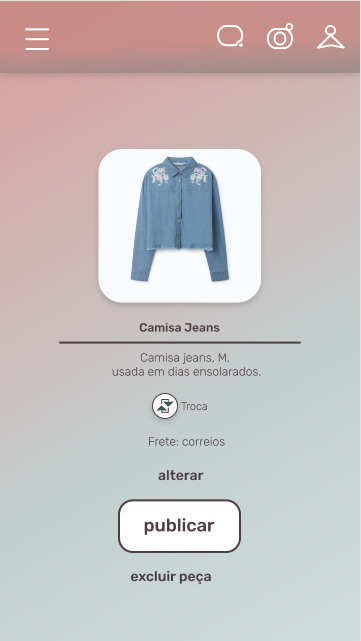 Camisa Jeans
Camisa jeans, M,
usada em dias ensolarados.
Troca
Frete: correios
alterar
publicar
excluir peça